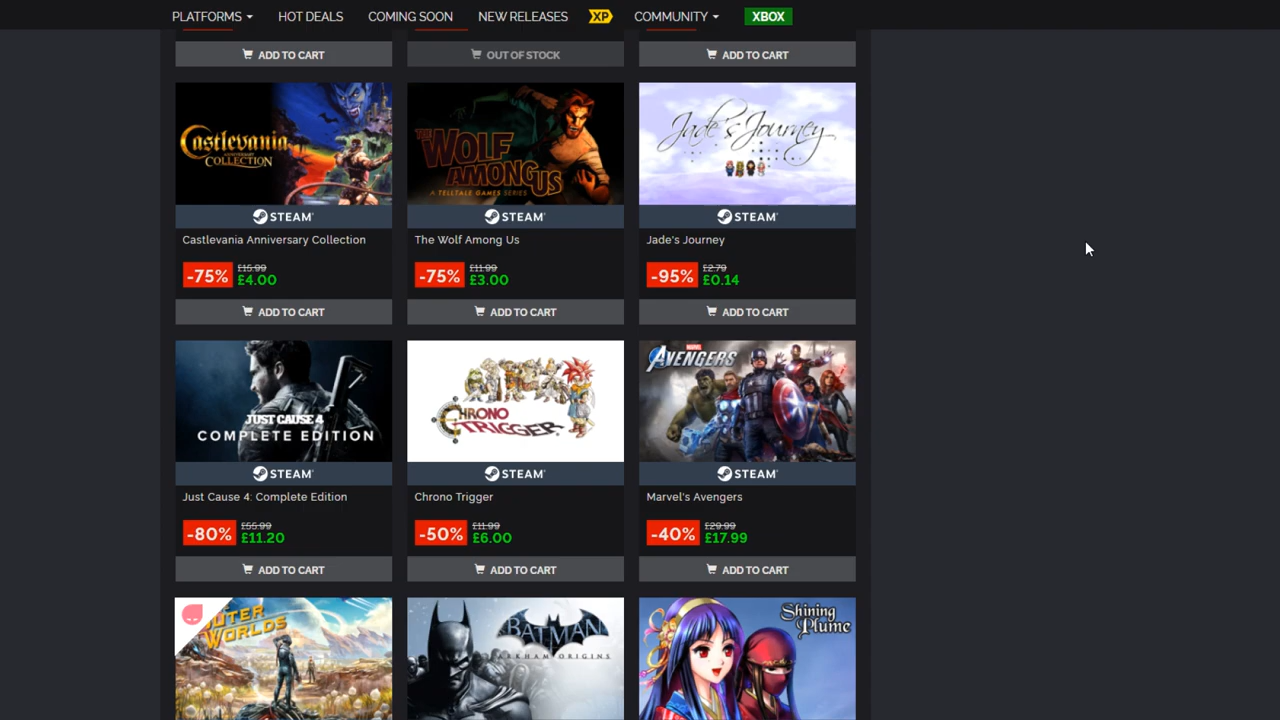 PLATFORMS
HOT DEALS
COMING SOON
NEW RELEASES
XP
COMMUNITY
XBOX
ADD TO CART
OUT OF STOCK
ADD TO CART
Castlevania
ANNIVERSARY
COLLECTION
THE WOLF
AMONG US
A TELLTALE GAMES SERIES
Jade's Journey
STEAM
STEAM
STEAM
Castlevania Anniversary Collection
The Wolf Among Us
Jade's Journey
-75% £15.99
£4.00
-75% £11.99
£3.00
-95% £2.79
£0.14
ADD TO CART
ADD TO CART
ADD TO CART
JUST CAUSE 4
COMPLETE EDITION
CHRONO
TRIGGER
MARVEL
AVENGERS
STEAM
STEAM
STEAM
Just Cause 4: Complete Edition
Chrono Trigger
Marvel's Avengers
-80% £55.99
£11.20
-50% £11.99
£6.00
-40% £29.99
£17.99
ADD TO CART
ADD TO CART
ADD TO CART
OUTER
WORLDS
BATMAN
ARKHAM ORIGINS
Shining
Plume